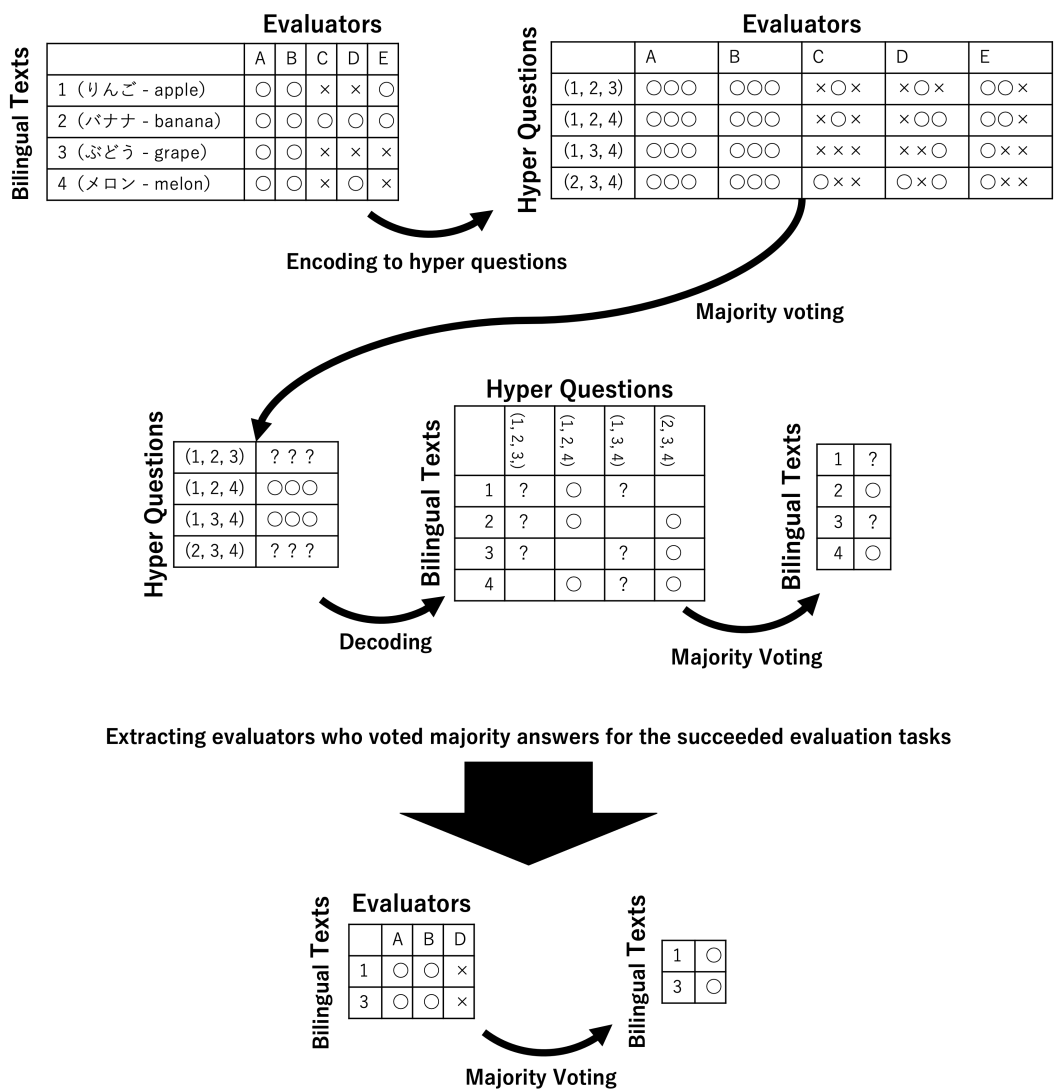 Evaluators
Bilingual Texts
A B C D E
1 (りんご - apple) ○ ○ × × ○
2 (バナナ - banana) ○ ○ ○ ○ ○
3 (ぶどう - grape) ○ ○ × × ×
4 (メロン - melon) ○ ○ × ○ ×
Evaluators
Hyper Questions
A B C D E
(1, 2, 3) ○○○ ○○○ ×○× ×○× ○○×
(1, 2, 4) ○○○ ○○○ ×○× ×○○ ○○×
(1, 3, 4) ○○○ ○○○ ××× ××○ ○××
(2, 3, 4) ○○○ ○○○ ○×× ○×○ ○××
Encoding to hyper questions
Majority voting
Hyper Questions
(1, 2, 3) ? ? ?
(1, 2, 4) ○○○
(1, 3, 4) ○○○
(2, 3, 4) ? ? ?
Decoding
Hyper Questions
Bilingual Texts
(1, 2, 3,) (1, 2, 4) (1, 3, 4) (2, 3, 4)
1 ? ○ ?
2 ? ○ ○
3 ? ? ○
4 ○ ? ○
Majority Voting
Bilingual Texts
1 ?
2 ○
3 ?
4 ○
Extracting evaluators who voted majority answers for the succeeded evaluation tasks
Evaluators
Bilingual Texts
A B D
1 ○ ○ ×
3 ○ ○ ×
Majority Voting
Bilingual Texts
1 ○
3 ○